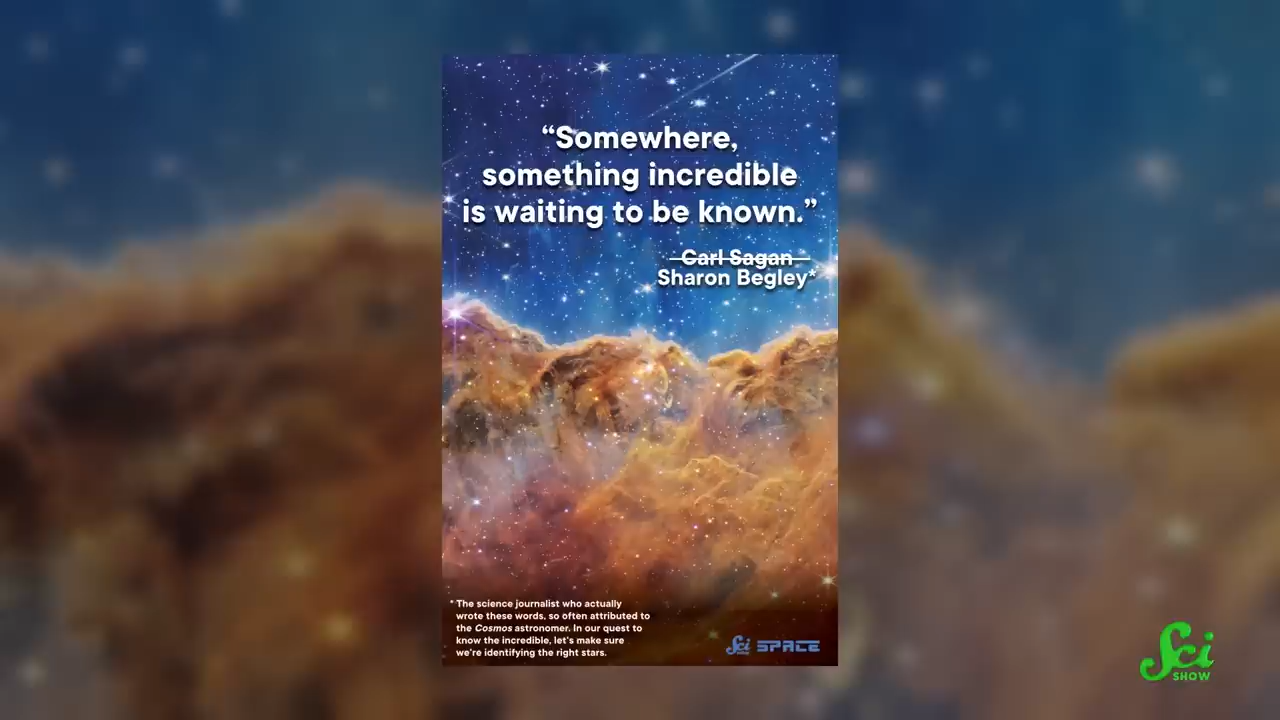 “Somewhere,
something incredible
is waiting to be known.”
Carl Sagan
Sharon Begley*
* The science journalist who actually
wrote these words, so often attributed to
the Cosmos astronomer. In our quest to
know the incredible, let's make sure
we're identifying the right stars.
Sci SHOW SPACE
Sci
SHOW